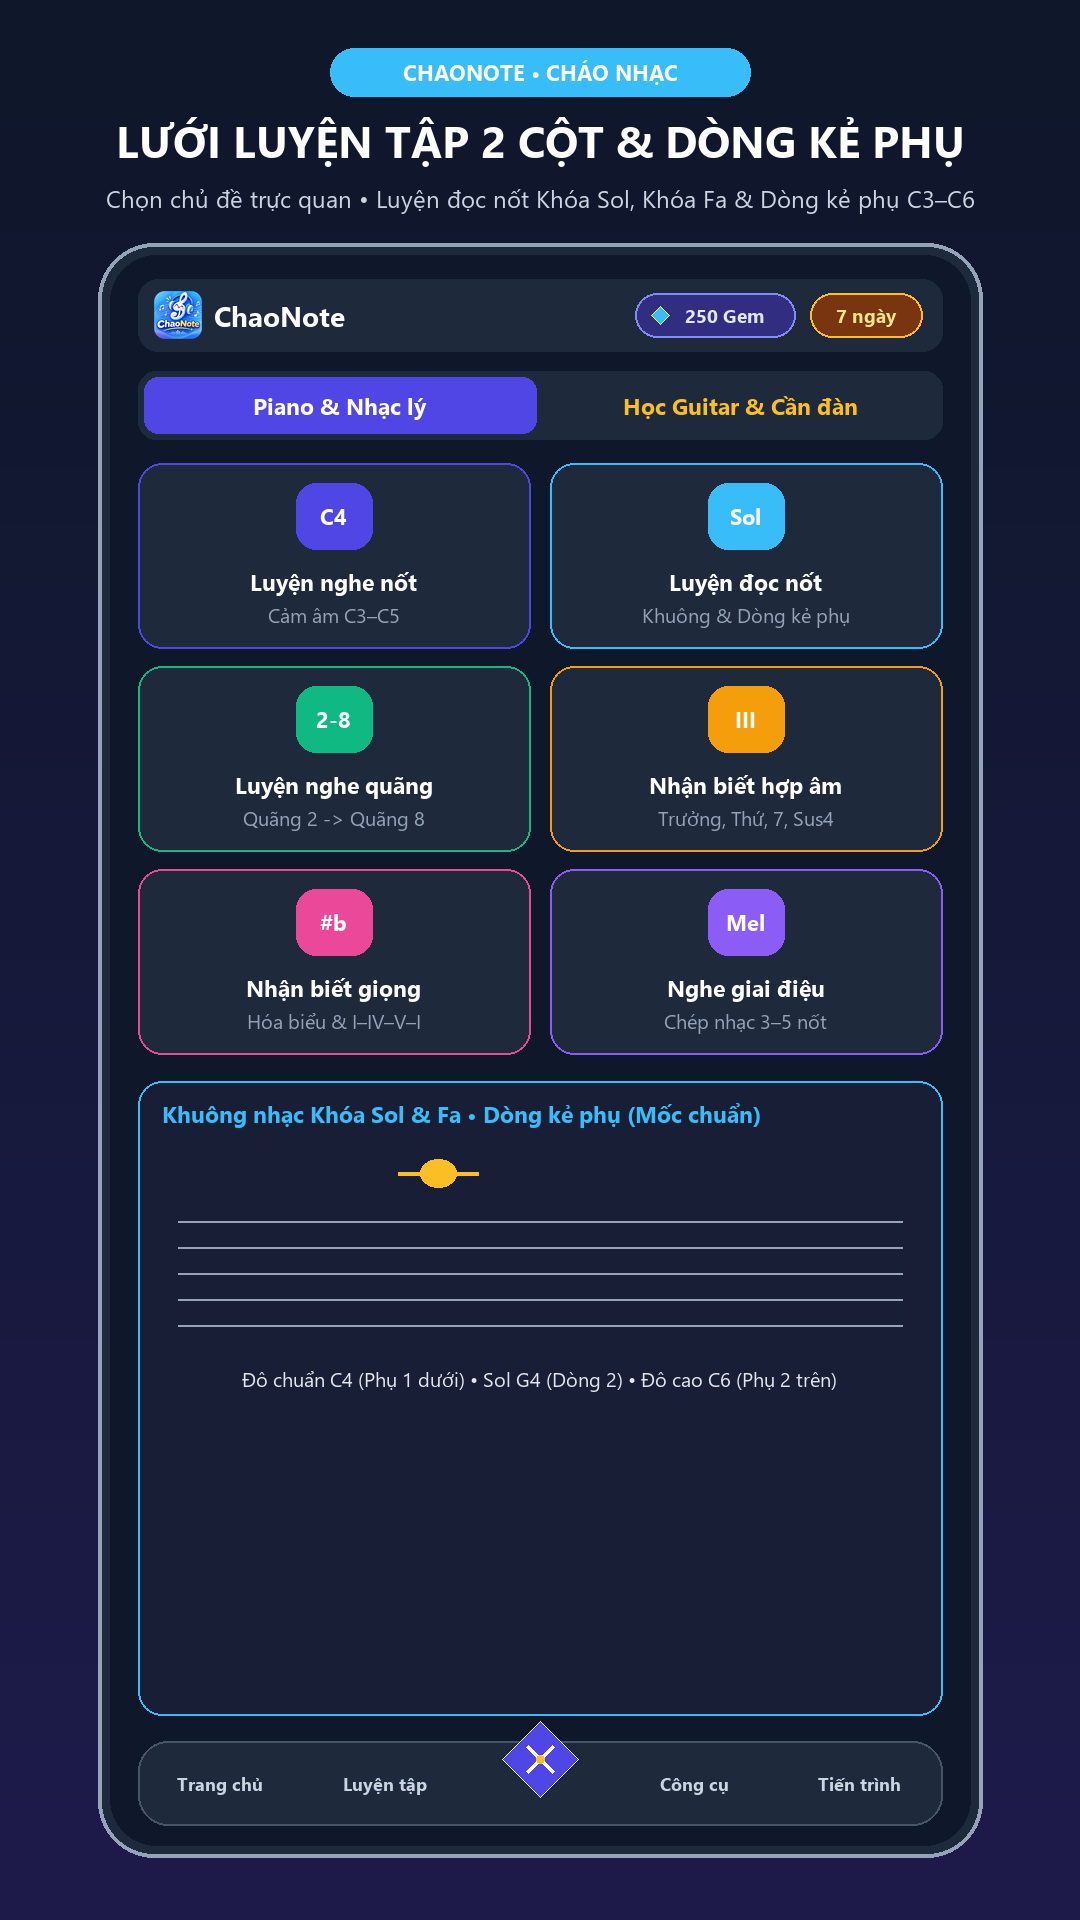 CHAONOTE • CHÁO NHẠC
LƯỚI LUYỆN TẬP 2 CỘT & DÒNG KẺ PHỤ
Chọn chủ đề trực quan • Luyện đọc nốt Khóa Sol, Khóa Fa & Dòng kẻ phụ C3–C6
ChaoNote
ChaoNote
250 Gem
7 ngày
Piano & Nhạc lý
Học Guitar & Cần đàn
C4
Luyện nghe nốt
Cảm âm C3–C5
Sol
Luyện đọc nốt
Khuông & Dòng kẻ phụ
2-8
Luyện nghe quãng
Quãng 2 -> Quãng 8
III
Nhận biết hợp âm
Trưởng, Thứ, 7, Sus4
#b
Nhận biết giọng
Hóa biểu & I–IV–V–I
Mel
Nghe giai điệu
Chép nhạc 3–5 nốt
Khuông nhạc Khóa Sol & Fa • Dòng kẻ phụ (Mốc chuẩn)
Đô chuẩn C4 (Phụ 1 dưới) • Sol G4 (Dòng 2) • Đô cao C6 (Phụ 2 trên)
Trang chủ
Luyện tập
Công cụ
Tiến trình